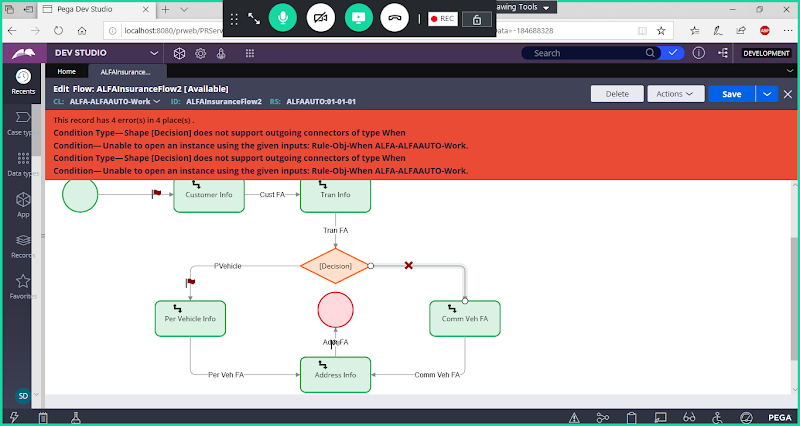 Pega Dev Studio
REC
awing Tools
localhost:8080/prweb/PRServ
Data=-184688328
ABP
DEV STUDIO
Search
DEVELOPMENT
Recents
Home
ALFAInsurance...
Edit Flow: ALFAInsuranceFlow2 [Available]
CL: ALFA-ALFAAUTO-Work
ID: ALFAInsuranceFlow2
RS: ALFAAUTO:01-01-01
Delete
Actions
Save
This record has 4 error(s) in 4 place(s) .
Condition Type—Shape [Decision] does not support outgoing connectors of type When
Condition—Unable to open an instance using the given inputs: Rule-Obj-When ALFA-ALFAAUTO-Work.
Condition Type—Shape [Decision] does not support outgoing connectors of type When
Condition—Unable to open an instance using the given inputs: Rule-Obj-When ALFA-ALFAAUTO-Work.
Case typ
Data typ
App
Records
Favorit
SD
Customer Info
Cust FA
Tran Info
Tran FA
PVehicle
[Decision]
Per Vehicle Info
Comm Veh FA
Per Veh FA
Address Info
Comm Veh FA
PEGA